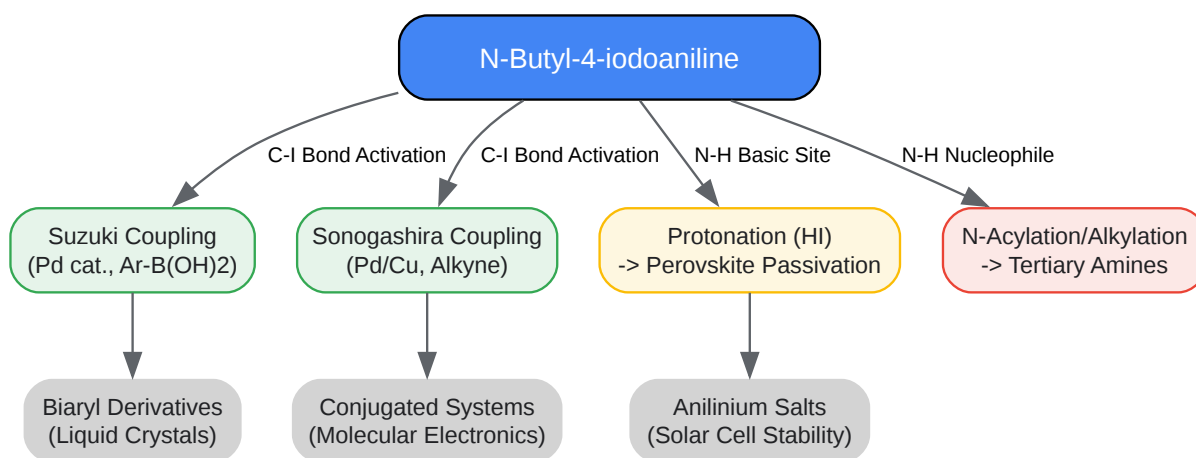 N-Butyl-4-iodoaniline
C-I Bond Activation
C-I Bond Activation
N-H Basic Site
N-H Nucleophile
Suzuki Coupling
(Pd cat., Ar-B(OH)2)
Sonogashira Coupling
(Pd/Cu, Alkyne)
Protonation (HI)
-> Perovskite Passivation
N-Acylation/Alkylation
-> Tertiary Amines
Biaryl Derivatives
(Liquid Crystals)
Conjugated Systems
(Molecular Electronics)
Anilinium Salts
(Solar Cell Stability)